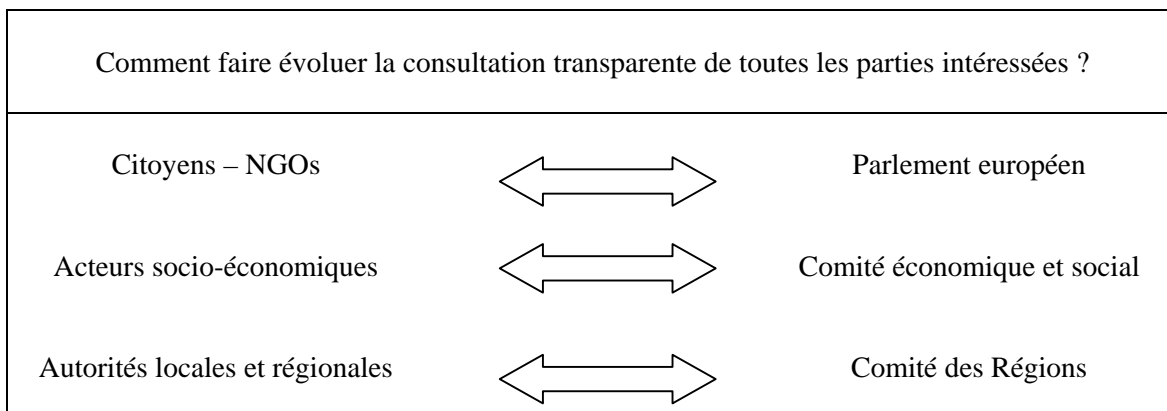 Comment faire évoluer la consultation transparente de toutes les parties intéressées ?
Citoyens – NGOs Parlement européen
Acteurs socio-économiques Comité économique et social
Autorités locales et régionales Comité des Régions